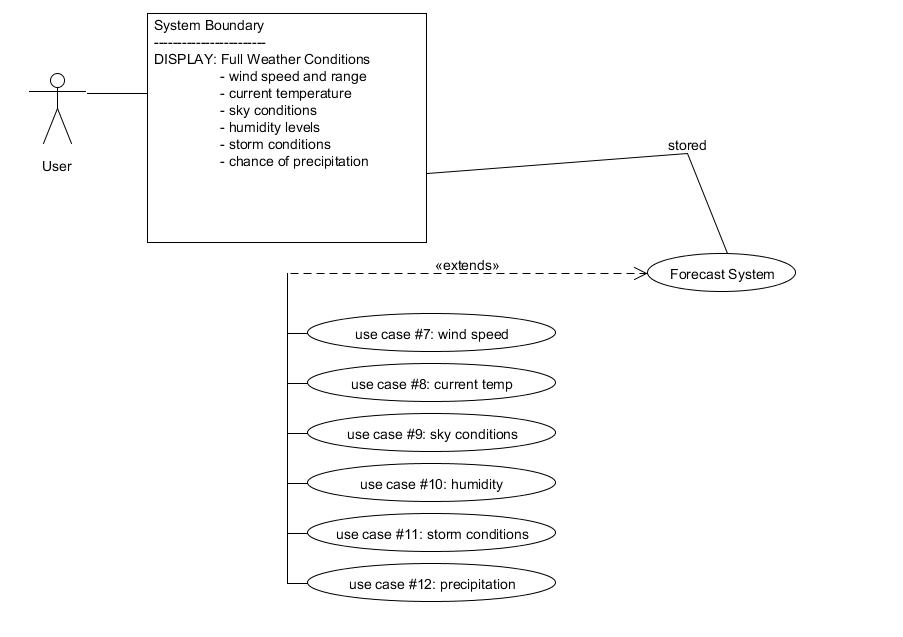 System Boundary
-------------------------
DISPLAY: Full Weather Conditions
- wind speed and range
- current temperature
- sky conditions
- humidity levels
- storm conditions
- chance of precipitation
User
stored
«extends»
Forecast System
use case #7: wind speed
use case #8: current temp
use case #9: sky conditions
use case #10: humidity
use case #11: storm conditions
use case #12: precipitation